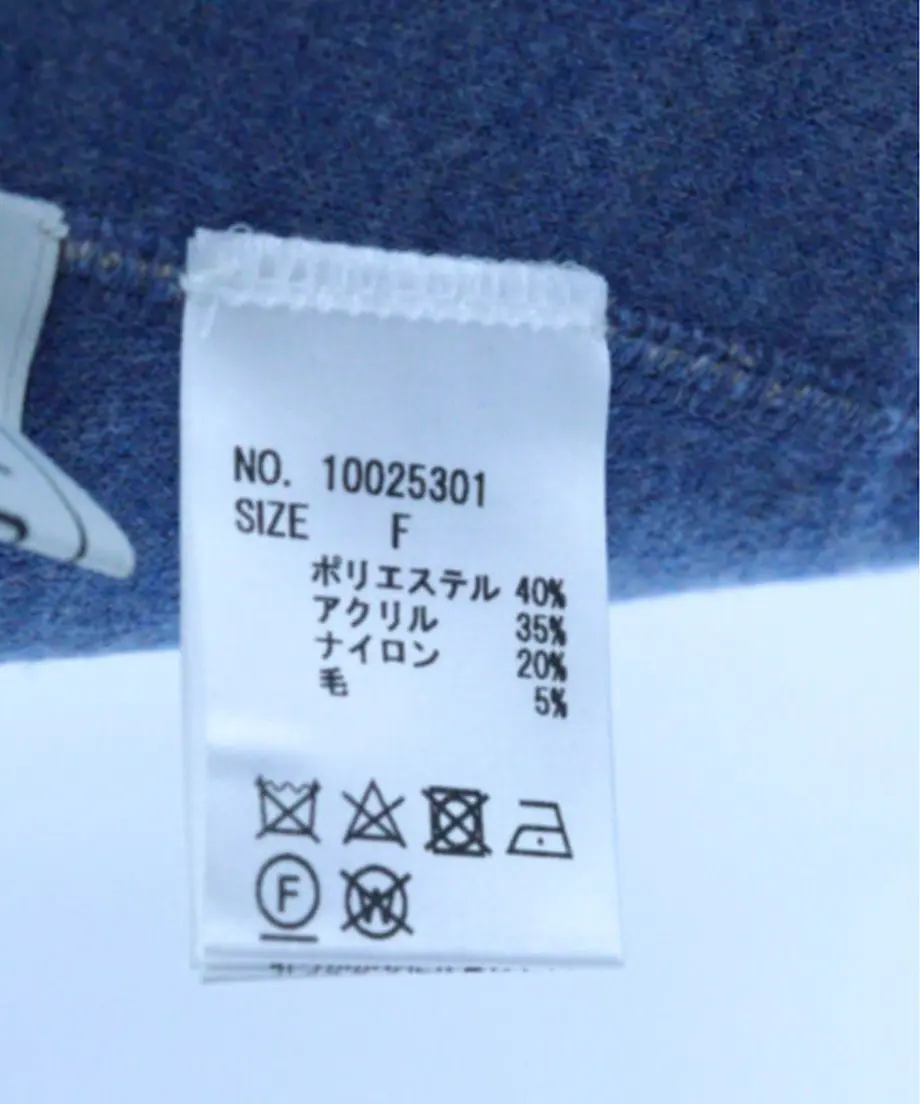 NO. 10025301
SIZE F
ポリエステル 40%
アクリル 35%
ナイロン 20%
毛 5%
F
W